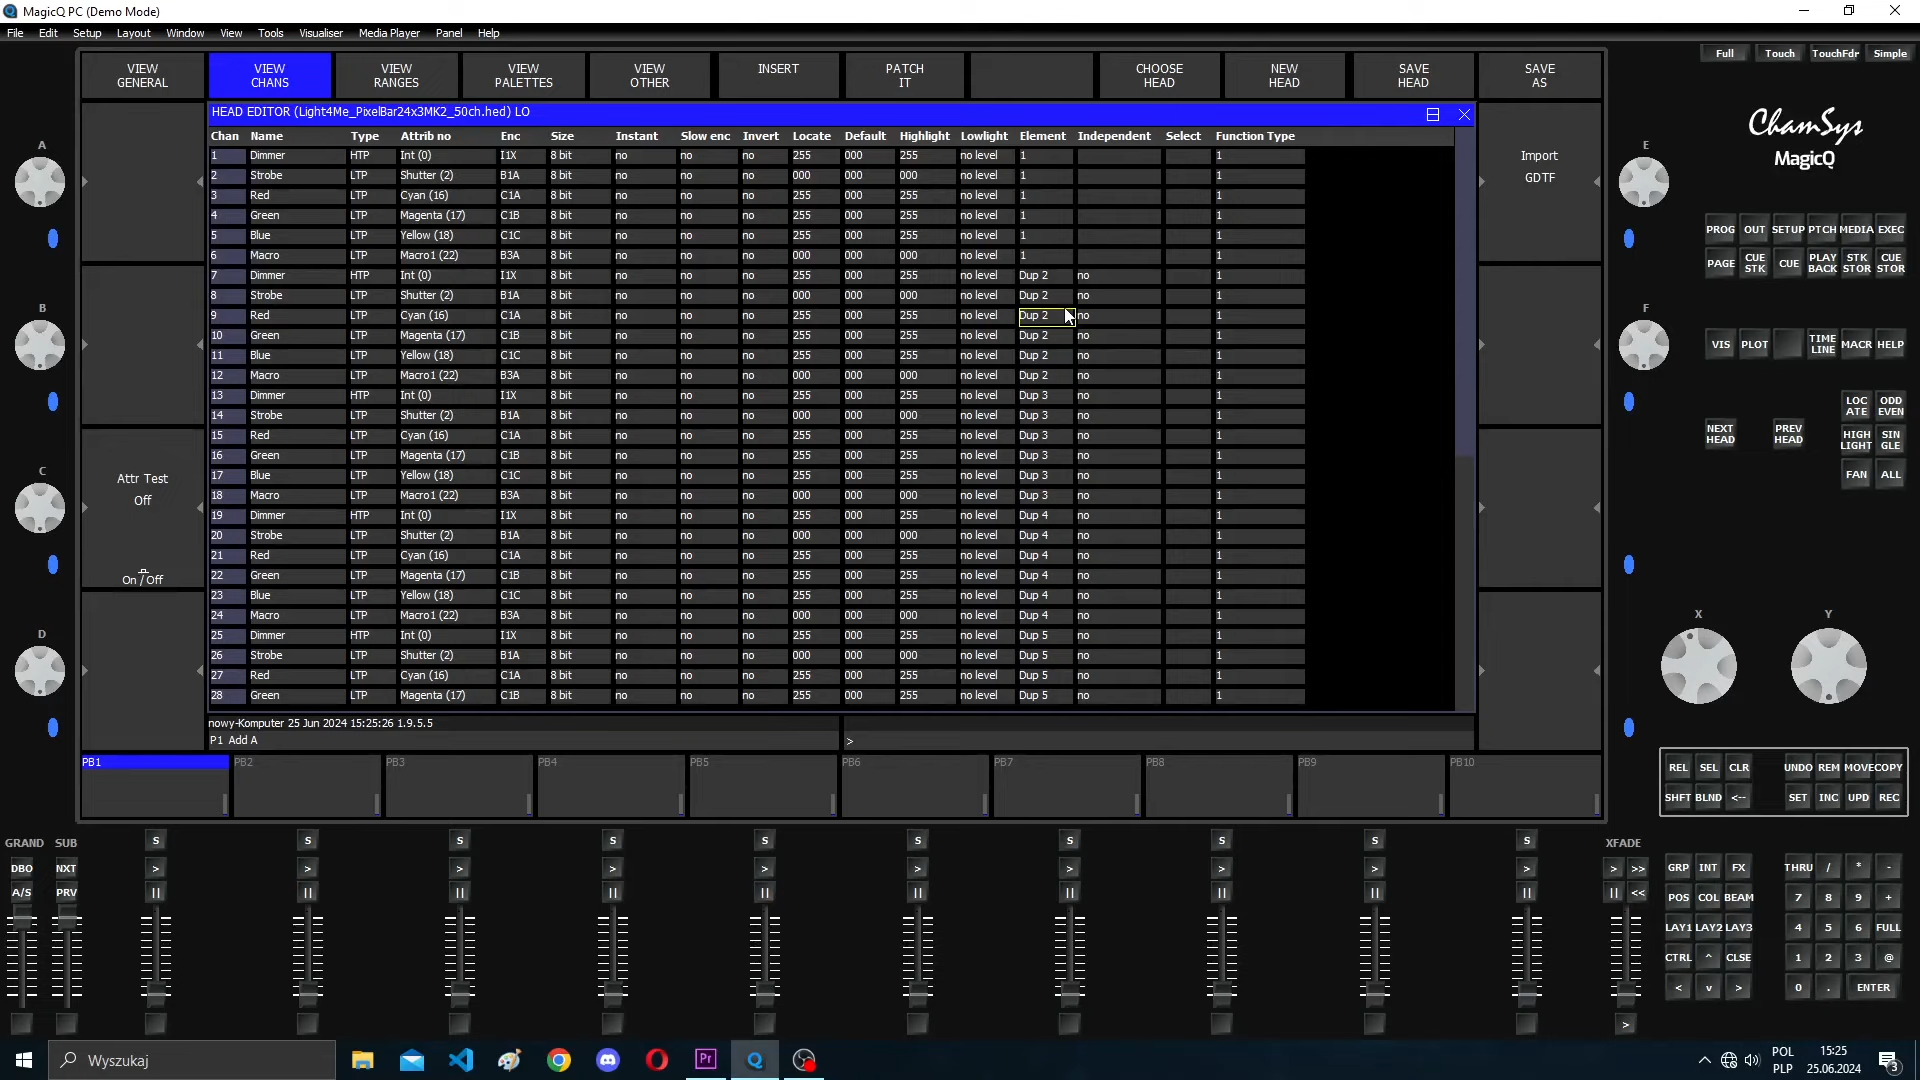 MagicQ PC (Demo Mode)
File Edit Setup Layout Window View Tools Visualiser Media Player Panel Help
Full Touch TouchFdr Simple
VIEW GENERAL
VIEW CHANS
VIEW RANGES
VIEW PALETTES
VIEW OTHER
INSERT
PATCH IT
CHOOSE HEAD
NEW HEAD
SAVE HEAD
SAVE AS
HEAD EDITOR (Light4Me_PixelBar24x3MK2_50ch.hed) LO
Chan Name Type Attrib no Enc Size Instant Slow enc Invert Locate Default Highlight Lowlight Element Independent Select Function Type
1 Dimmer HTP Int (0) I1X 8 bit no no no 255 000 255 no level 1 1
2 Strobe LTP Shutter (2) B1A 8 bit no no no 000 000 000 no level 1 1
3 Red LTP Cyan (16) C1A 8 bit no no no 255 000 255 no level 1 1
4 Green LTP Magenta (17) C1B 8 bit no no no 255 000 255 no level 1 1
5 Blue LTP Yellow (18) C1C 8 bit no no no 255 000 255 no level 1 1
6 Macro LTP Macro1 (22) B3A 8 bit no no no 000 000 000 no level 1 1
7 Dimmer HTP Int (0) I1X 8 bit no no no 255 000 255 no level Dup 2 no 1
8 Strobe LTP Shutter (2) B1A 8 bit no no no 000 000 000 no level Dup 2 no 1
9 Red LTP Cyan (16) C1A 8 bit no no no 255 000 255 no level Dup 2 no 1
10 Green LTP Magenta (17) C1B 8 bit no no no 255 000 255 no level Dup 2 no 1
11 Blue LTP Yellow (18) C1C 8 bit no no no 255 000 255 no level Dup 2 no 1
12 Macro LTP Macro1 (22) B3A 8 bit no no no 000 000 000 no level Dup 2 no 1
13 Dimmer HTP Int (0) I1X 8 bit no no no 255 000 255 no level Dup 3 no 1
14 Strobe LTP Shutter (2) B1A 8 bit no no no 000 000 000 no level Dup 3 no 1
15 Red LTP Cyan (16) C1A 8 bit no no no 255 000 255 no level Dup 3 no 1
16 Green LTP Magenta (17) C1B 8 bit no no no 255 000 255 no level Dup 3 no 1
17 Blue LTP Yellow (18) C1C 8 bit no no no 255 000 255 no level Dup 3 no 1
18 Macro LTP Macro1 (22) B3A 8 bit no no no 000 000 000 no level Dup 3 no 1
19 Dimmer HTP Int (0) I1X 8 bit no no no 255 000 255 no level Dup 4 no 1
20 Strobe LTP Shutter (2) B1A 8 bit no no no 000 000 000 no level Dup 4 no 1
21 Red LTP Cyan (16) C1A 8 bit no no no 255 000 255 no level Dup 4 no 1
22 Green LTP Magenta (17) C1B 8 bit no no no 255 000 255 no level Dup 4 no 1
23 Blue LTP Yellow (18) C1C 8 bit no no no 255 000 255 no level Dup 4 no 1
24 Macro LTP Macro1 (22) B3A 8 bit no no no 000 000 000 no level Dup 4 no 1
25 Dimmer HTP Int (0) I1X 8 bit no no no 255 000 255 no level Dup 5 no 1
26 Strobe LTP Shutter (2) B1A 8 bit no no no 000 000 000 no level Dup 5 no 1
27 Red LTP Cyan (16) C1A 8 bit no no no 255 000 255 no level Dup 5 no 1
28 Green LTP Magenta (17) C1B 8 bit no no no 255 000 255 no level Dup 5 no 1
nowy-Komputer 25 Jun 2024 15:25:26 1.9.5.5
P1 Add A
>
A
B
C
D
Attr Test
Off
On / Off
Import
GDTF
E
F
X Y
ChamSys
MagicQ
PROG OUT SETUP PTCH MEDIA EXEC
PAGE CUE STK CUE PLAY BACK STK STOR CUE STOR
VIS PLOT TIME LINE MACR HELP
NEXT HEAD PREV HEAD
LOC ATE ODD EVEN
HIGH LIGHT SIN GLE
FAN ALL
REL SEL CLR UNDO REM MOVE COPY
SHFT BLND <-- SET INC UPD REC
PB1 PB2 PB3 PB4 PB5 PB6 PB7 PB8 PB9 PB10
GRAND SUB S S S S S S S S S S XFADE
DBO NXT > > > > > > > > > > > >>
A/S PRV || || || || || || || || || || || <<
>
GRP INT FX THRU / * -
POS COL BEAM 7 8 9 +
LAY1 LAY2 LAY3 4 5 6 FULL
CTRL ^ CLSE 1 2 3 @
< v > 0 . ENTER
Wyszukaj
Pr
POL
PLP
15:25
25.06.2024
3